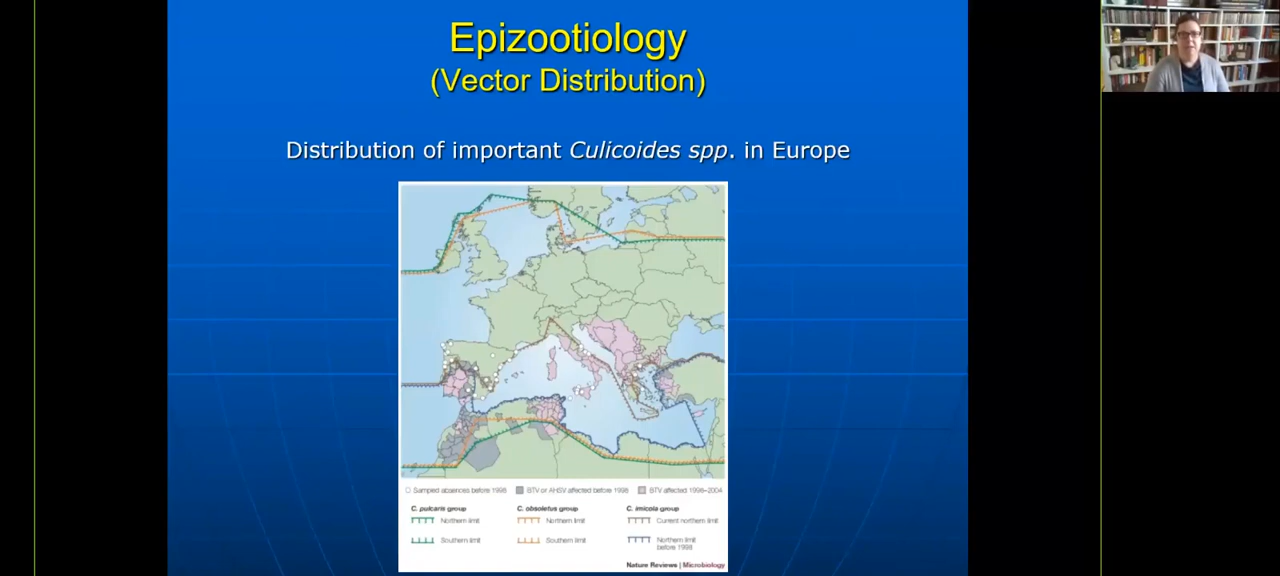 Epizootiology
(Vector Distribution)
Distribution of important Culicoides spp. in Europe
Sampled absences before 1998 BTV or AHSV affected before 1998 BTV affected 1998–2004
C. pulicaris group C. obsoletus group C. imicola group
Northern limit Northern limit Current northern limit
Southern limit Southern limit Northern limit
before 1998
Nature Reviews | Microbiology